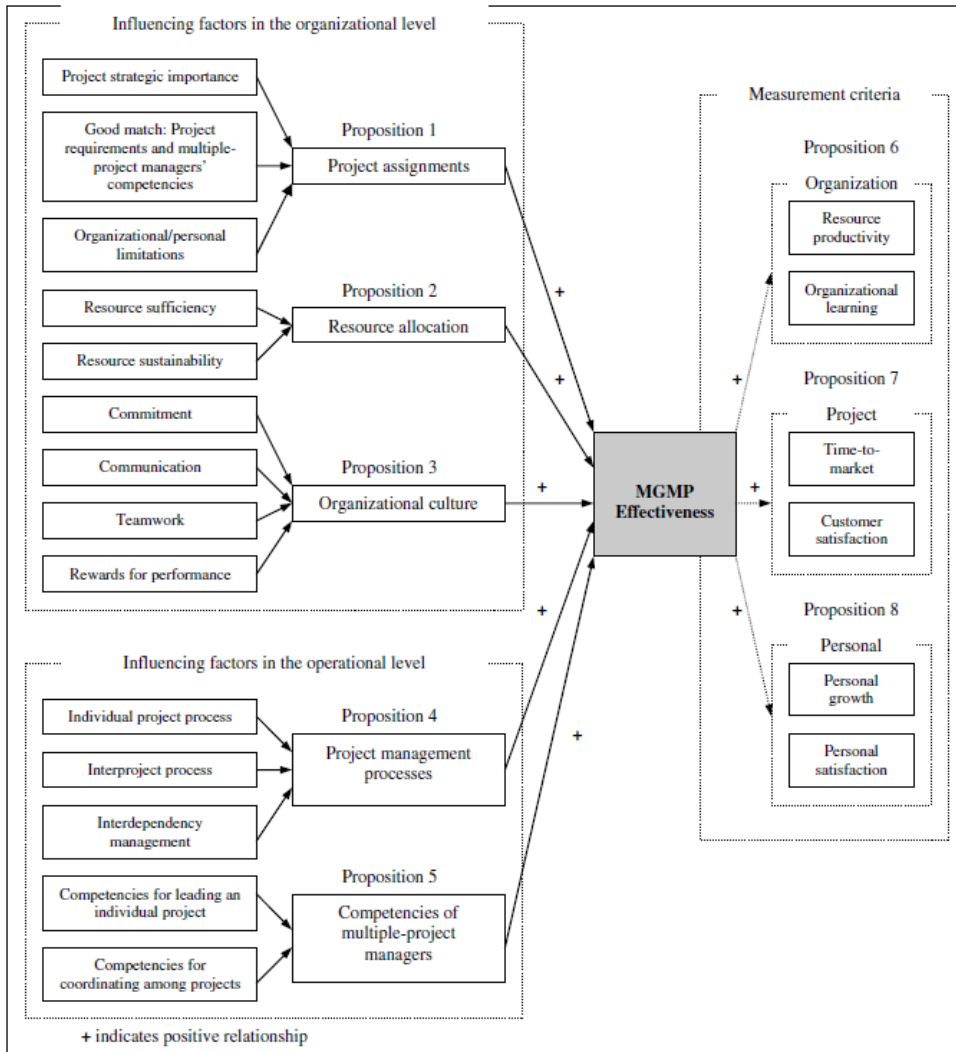 Influencing factors in the organizational level
Project strategic importance
Good match: Project
requirements and multiple-
project managers'
competencies
Organizational/personal
limitations
Proposition 1
Project assignments
Resource sufficiency
Resource sustainability
Proposition 2
Resource allocation
Commitment
Communication
Teamwork
Rewards for performance
Proposition 3
Organizational culture
Influencing factors in the operational level
Individual project process
Interproject process
Interdependency
management
Proposition 4
Project management
processes
Competencies for leading an
individual project
Competencies for
coordinating among projects
Proposition 5
Competencies of
multiple-project
managers
+
+
+
+
+
MGMP
Effectiveness
Measurement criteria
+
+
+
Proposition 6
Organization
Resource
productivity
Organizational
learning
Proposition 7
Project
Time-to-
market
Customer
satisfaction
Proposition 8
Personal
Personal
growth
Personal
satisfaction
+ indicates positive relationship